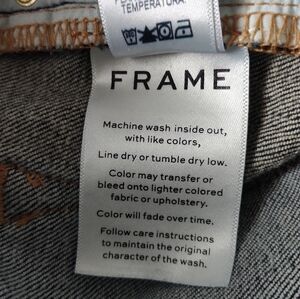 TEMPERATURA
FRAME
Machine wash inside out,
with like colors,
Line dry or tumble dry low.
Color may transfer or
bleed onto lighter colored
fabric or upholstery.
Color will fade over time.
Follow care instructions
to maintain the original
character of the wash.